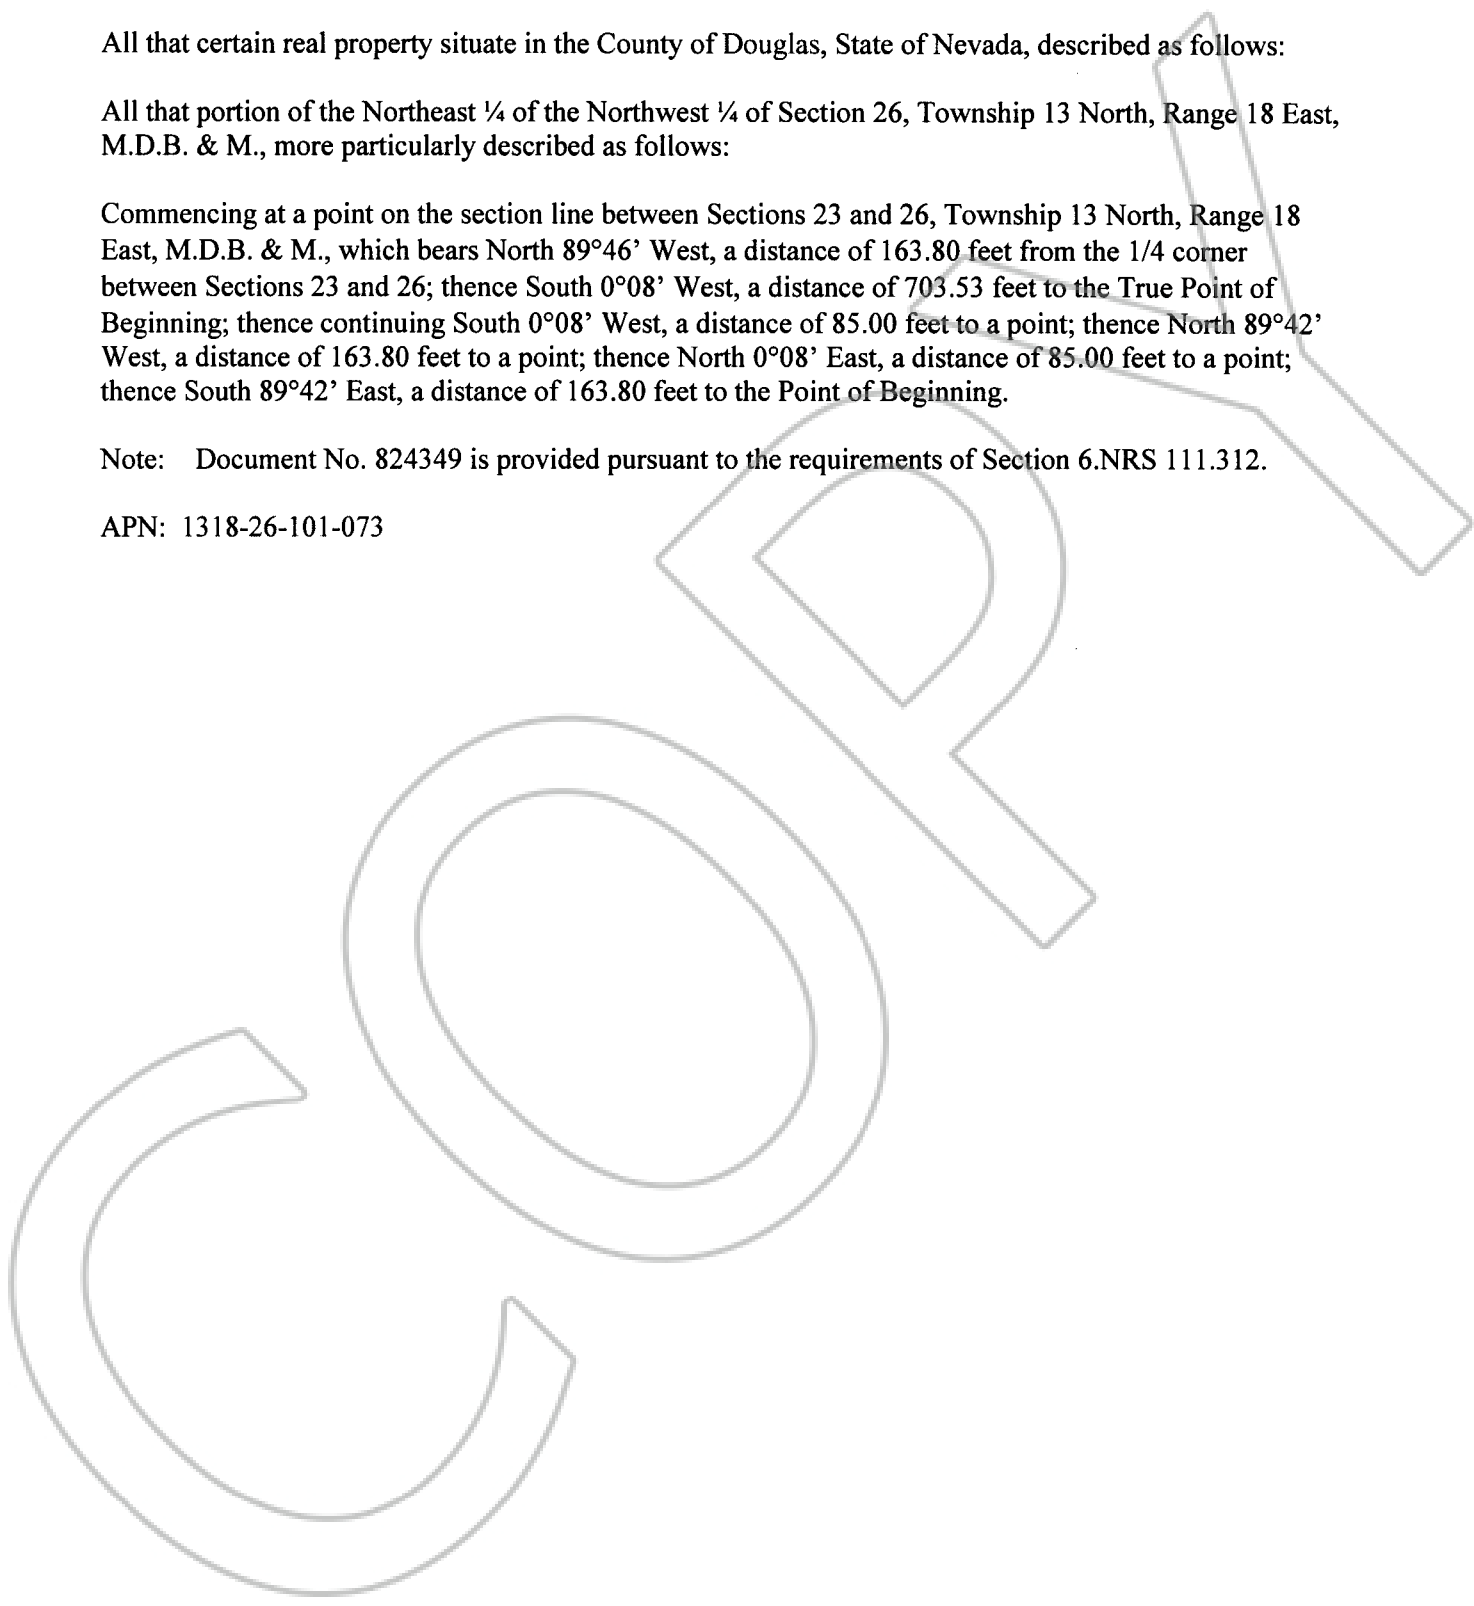 All that certain real property situate in the County of Douglas, State of Nevada, described as follows:
All that portion of the Northeast ¼ of the Northwest ¼ of Section 26, Township 13 North, Range 18 East,
M.D.B. & M., more particularly described as follows:
Commencing at a point on the section line between Sections 23 and 26, Township 13 North, Range 18
East, M.D.B. & M., which bears North 89°46’ West, a distance of 163.80 feet from the 1/4 corner
between Sections 23 and 26; thence South 0°08’ West, a distance of 703.53 feet to the True Point of
Beginning; thence continuing South 0°08’ West, a distance of 85.00 feet to a point; thence North 89°42’
West, a distance of 163.80 feet to a point; thence North 0°08’ East, a distance of 85.00 feet to a point;
thence South 89°42’ East, a distance of 163.80 feet to the Point of Beginning.
Note: Document No. 824349 is provided pursuant to the requirements of Section 6.NRS 111.312.
APN: 1318-26-101-073
COPY